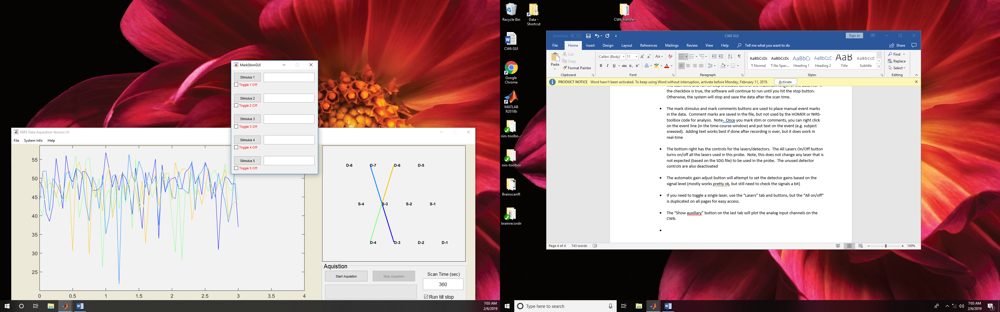 Recycle Bin
Data - Shortcut
CW6_transfer
CW6 GUI
Google Chrome
MATLAB R2018b
nirs-toolbo...
nirs-toolbox
BrainscanIR
brainrecordir
MarkStimGUI
Stimulus 1
Toggle 1 Off
Stimulus 2
Toggle 2 Off
Stimulus 3
Toggle 3 Off
Stimulus 4
Toggle 4 Off
Stimulus 5
Toggle 5 Off
NIRS Data Aquisition Version I.0
File System Info Help
55
50
45
40
35
30
25
0 0.5 1 1.5 2 2.5 3 3.5 4
D-8 D-7 D-6 D-5
S-4 S-3 S-2 S-1
D-4 D-3 D-2 D-1
Aquistion
Start Aquistion Stop Aquistion
Scan Time (sec)
360
Run till stop
7:03 AM
2/6/2019
AutoSave Off
CW6 GUI
Sign in
File Home Insert Design Layout References Mailings Review View Help Tell me what you want to do
Share
Paste
Cut
Copy
Format Painter
Clipboard
Calibri (Body) 11
Font
Paragraph
AaBbCcDc AaBbCcDc AaBbCc AaBbCcD AaB AaBbCcD
¶ Normal ¶ No Spac... Heading 1 Heading 2 Title Subtitle
Styles
Find
Replace
Select
Editing
PRODUCT NOTICE Word hasn't been activated. To keep using Word without interruption, activate before Monday, February 11, 2019. Activate
the checkbox is true, the software will continue to run until you hit the stop button.
Otherwise, the system will stop and save the data after the scan time.
• The mark stimulus and mark comments buttons are used to place manual event marks
in the data. Comment marks are saved in the file, but not used by the HOMER or NIRS-
toolbox code for analysis. Note- Once you mark stim or comments, you can right click
on the event line (in the time-course window) and put text on the event (e.g. subject
sneezed). Adding text works best if done after recording is over, but it does work in
real-time
• The bottom right has the controls for the lasers/detectors. The All Lasers On/Off button
turns on/off all the lasers used in this probe. Note, this does not change any laser that is
not expected (based on the SDG file) to be used in the probe. The unused detector
controls are also deactivated
• The automatic gain adjust button will attempt to set the detector gains based on the
signal level (mostly works pretty ok, but still need to check the signals a bit)
• If you need to toggle a single laser, use the “Lasers” tab and buttons, but the “All on/off”
is duplicated on all pages for easy access.
• The “Show auxillary” button on the last tab will plot the analog input channels on the
CW6.
•
Page 4 of 4 743 words
100%
Type here to search
7:03 AM
2/6/2019